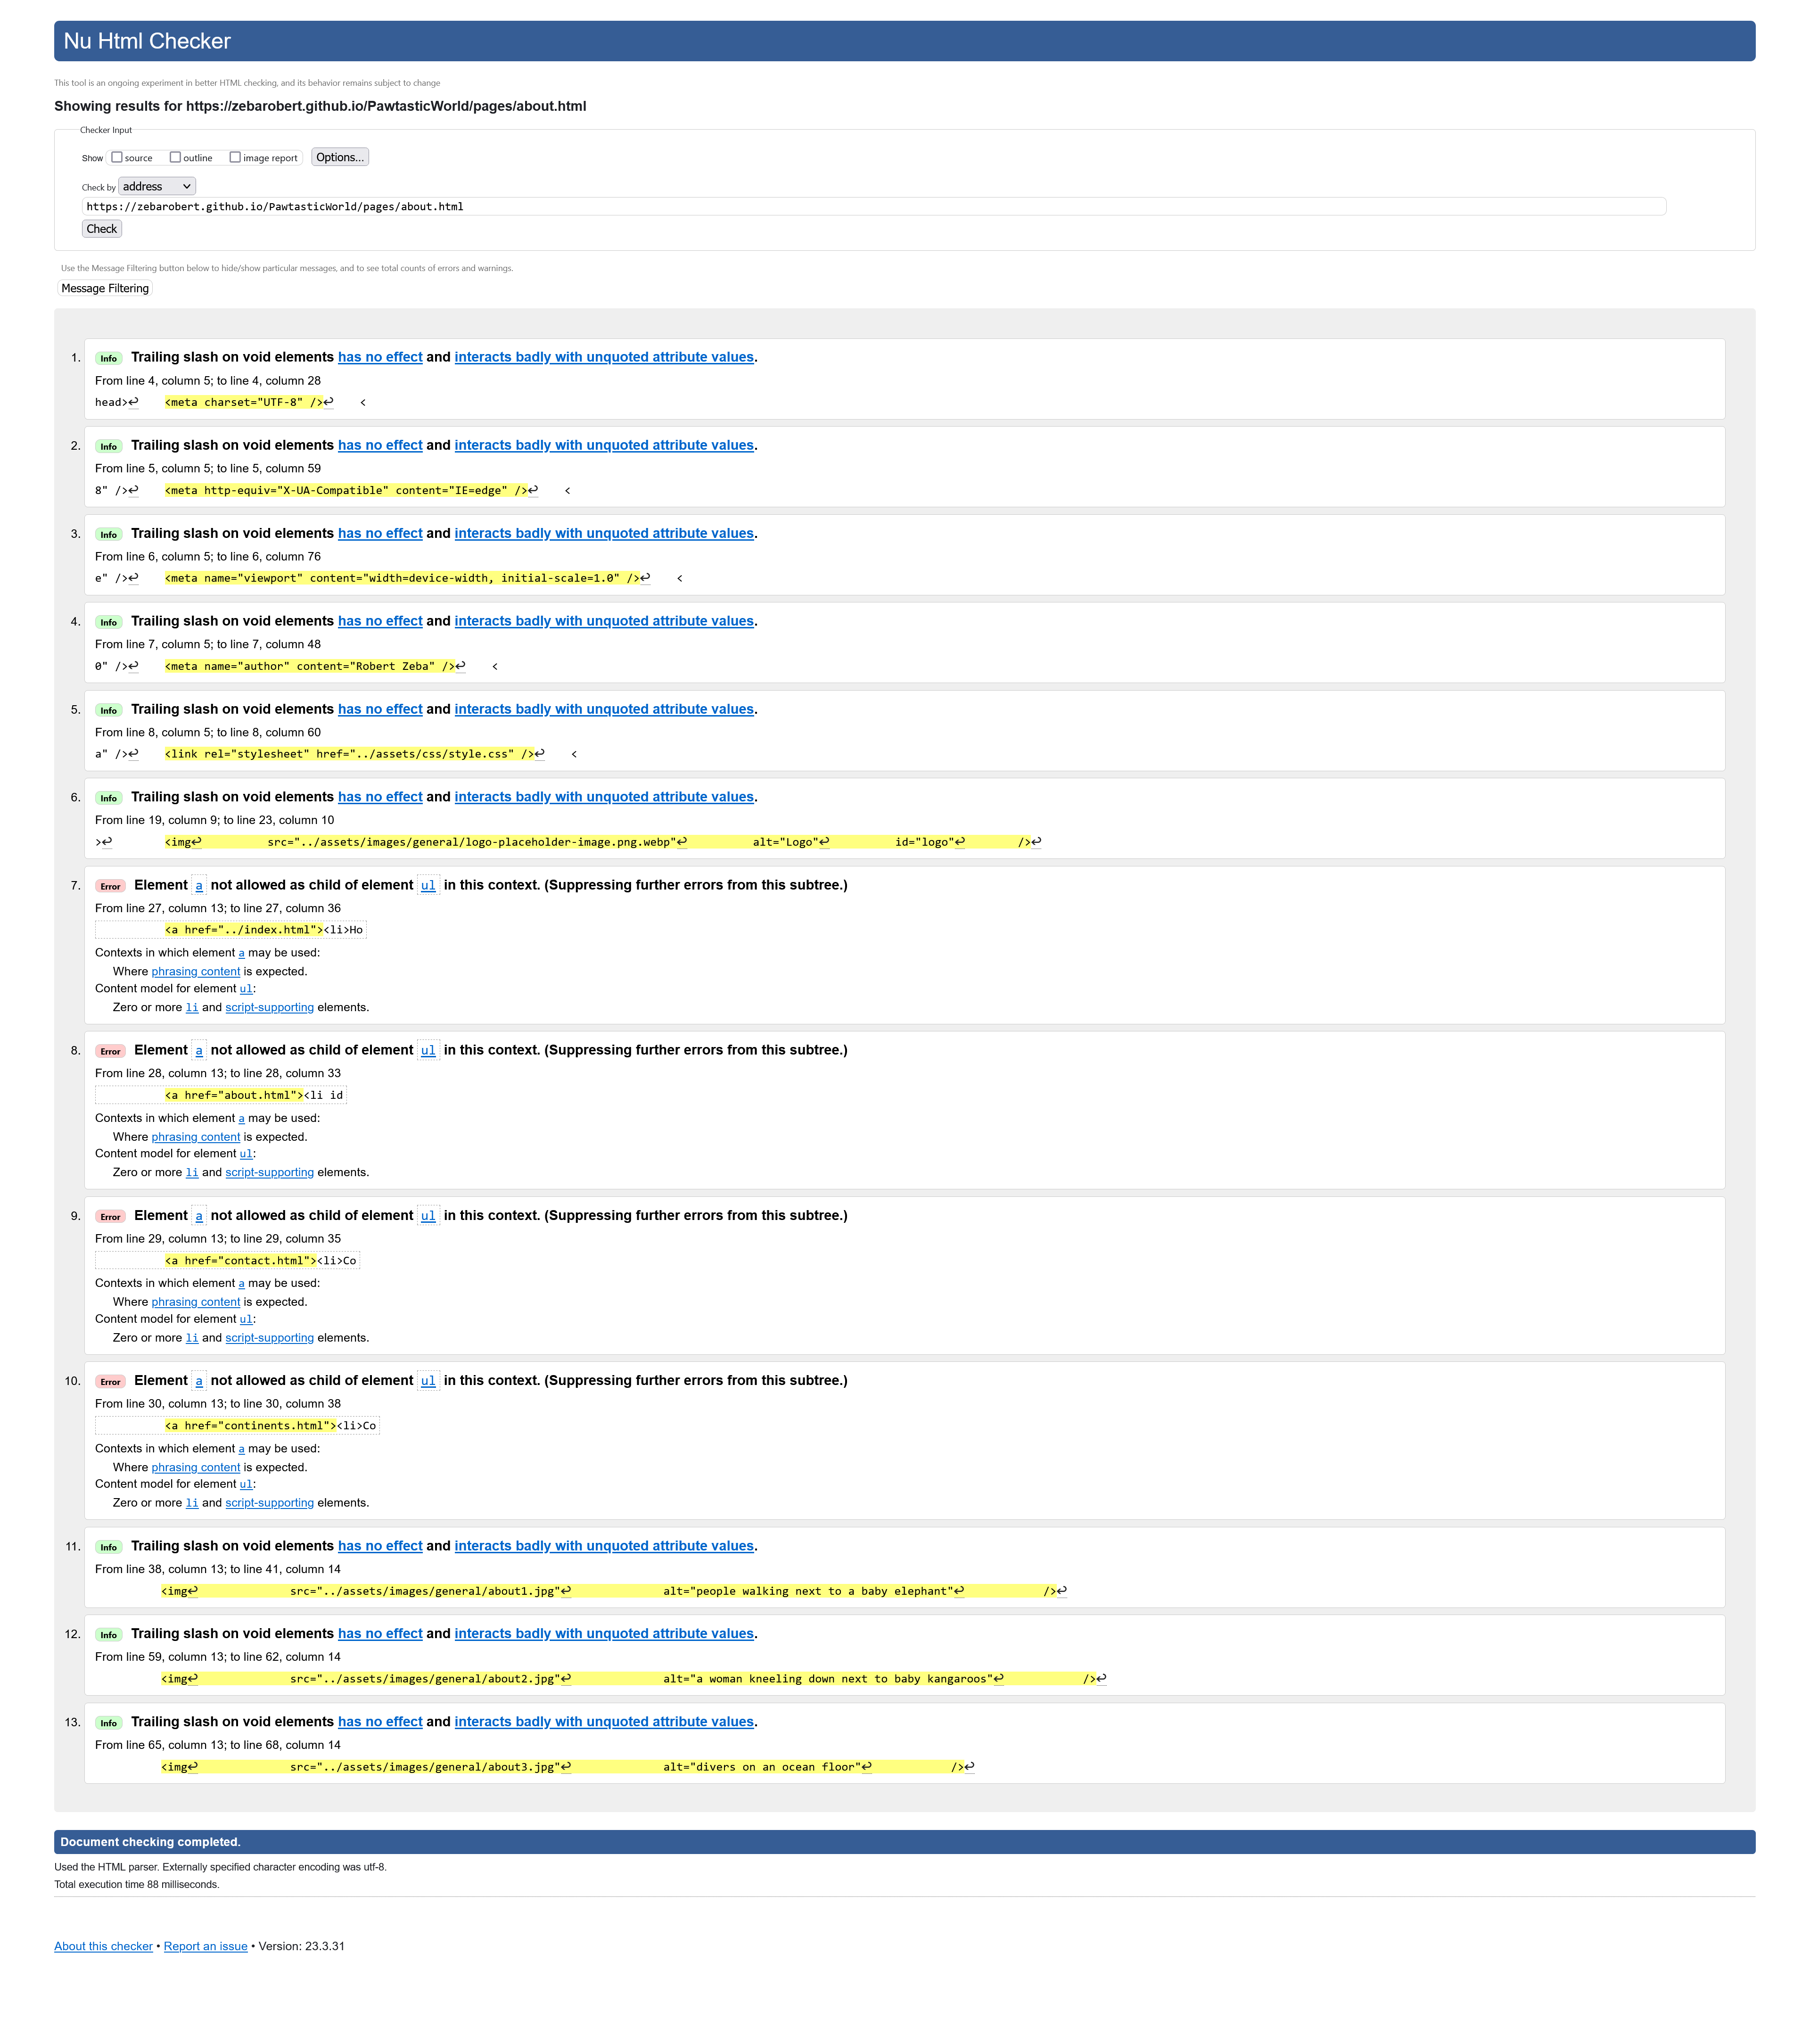 Nu Html Checker
This tool is an ongoing experiment in better HTML checking, and its behavior remains subject to change
Showing results for https://zebarobert.github.io/PawtasticWorld/pages/about.html
Checker Input
Show source outline image report Options...
Check by address
https://zebarobert.github.io/PawtasticWorld/pages/about.html
Check
Use the Message Filtering button below to hide/show particular messages, and to see total counts of errors and warnings.
Message Filtering
1. Info Trailing slash on void elements has no effect and interacts badly with unquoted attribute values.
From line 4, column 5; to line 4, column 28
head>↩ <meta charset="UTF-8" />↩ <
2. Info Trailing slash on void elements has no effect and interacts badly with unquoted attribute values.
From line 5, column 5; to line 5, column 59
8" />↩ <meta http-equiv="X-UA-Compatible" content="IE=edge" />↩ <
3. Info Trailing slash on void elements has no effect and interacts badly with unquoted attribute values.
From line 6, column 5; to line 6, column 76
e" />↩ <meta name="viewport" content="width=device-width, initial-scale=1.0" />↩ <
4. Info Trailing slash on void elements has no effect and interacts badly with unquoted attribute values.
From line 7, column 5; to line 7, column 48
0" />↩ <meta name="author" content="Robert Zeba" />↩ <
5. Info Trailing slash on void elements has no effect and interacts badly with unquoted attribute values.
From line 8, column 5; to line 8, column 60
a" />↩ <link rel="stylesheet" href="../assets/css/style.css" />↩ <
6. Info Trailing slash on void elements has no effect and interacts badly with unquoted attribute values.
From line 19, column 9; to line 23, column 10
>↩ <img↩ src="../assets/images/general/logo-placeholder-image.png.webp"↩ alt="Logo"↩ id="logo"↩ />↩
7. Error Element a not allowed as child of element ul in this context. (Suppressing further errors from this subtree.)
From line 27, column 13; to line 27, column 36
<a href="../index.html"><li>Ho
Contexts in which element a may be used:
Where phrasing content is expected.
Content model for element ul:
Zero or more li and script-supporting elements.
8. Error Element a not allowed as child of element ul in this context. (Suppressing further errors from this subtree.)
From line 28, column 13; to line 28, column 33
<a href="about.html"><li id
Contexts in which element a may be used:
Where phrasing content is expected.
Content model for element ul:
Zero or more li and script-supporting elements.
9. Error Element a not allowed as child of element ul in this context. (Suppressing further errors from this subtree.)
From line 29, column 13; to line 29, column 35
<a href="contact.html"><li>Co
Contexts in which element a may be used:
Where phrasing content is expected.
Content model for element ul:
Zero or more li and script-supporting elements.
10. Error Element a not allowed as child of element ul in this context. (Suppressing further errors from this subtree.)
From line 30, column 13; to line 30, column 38
<a href="continents.html"><li>Co
Contexts in which element a may be used:
Where phrasing content is expected.
Content model for element ul:
Zero or more li and script-supporting elements.
11. Info Trailing slash on void elements has no effect and interacts badly with unquoted attribute values.
From line 38, column 13; to line 41, column 14
<img↩ src="../assets/images/general/about1.jpg"↩ alt="people walking next to a baby elephant"↩ />↩
12. Info Trailing slash on void elements has no effect and interacts badly with unquoted attribute values.
From line 59, column 13; to line 62, column 14
<img↩ src="../assets/images/general/about2.jpg"↩ alt="a woman kneeling down next to baby kangaroos"↩ />↩
13. Info Trailing slash on void elements has no effect and interacts badly with unquoted attribute values.
From line 65, column 13; to line 68, column 14
<img↩ src="../assets/images/general/about3.jpg"↩ alt="divers on an ocean floor"↩ />↩
Document checking completed.
Used the HTML parser. Externally specified character encoding was utf-8.
Total execution time 88 milliseconds.
About this checker • Report an issue • Version: 23.3.31